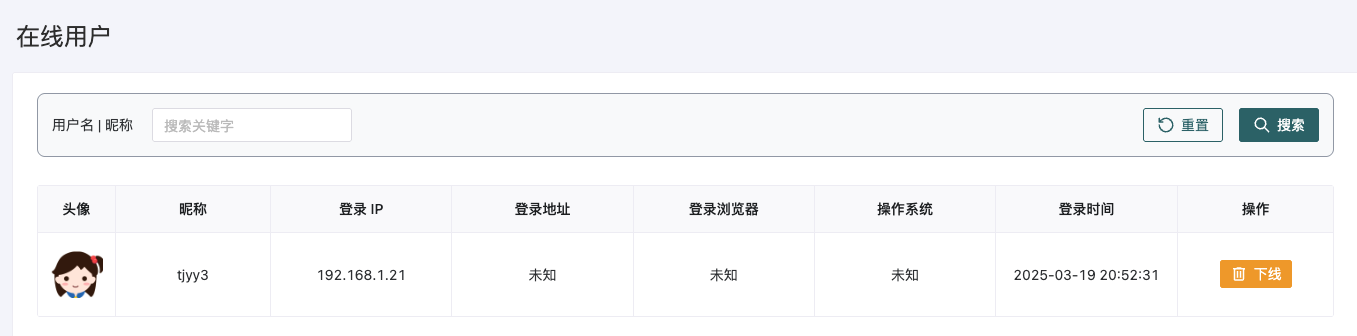 在线用户
用户名 | 昵称 搜索关键字 重置 搜索
头像 昵称 登录 IP 登录地址 登录浏览器 操作系统 登录时间 操作
tjyy3 192.168.1.21 未知 未知 未知 2025-03-19 20:52:31 下线